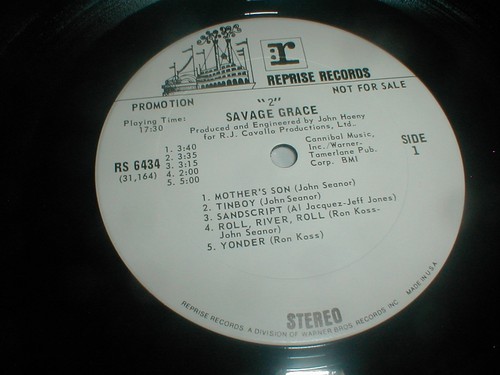 r
REPRISE RECORDS
PROMOTION
NOT FOR SALE
"2"
SAVAGE GRACE
Playing Time:
17:30
Produced and Engineered by John Haeny
for R.J. Cavallo Productions, Ltd.
Cannibal Music,
Inc./Warner-
Tamerlane Pub.
Corp. BMI
SIDE
1
RS 6434
(31,164)
1. 3:40
2. 3:35
3. 3:15
4. 2:00
5. 5:00
1. MOTHER'S SON (John Seanor)
2. TINBOY (John Seanor)
3. SANDSCRIPT (Al Jacquez-Jeff Jones)
4. ROLL, RIVER, ROLL (Ron Koss-
John Seanor)
5. YONDER (Ron Koss)
STEREO
REPRISE RECORDS, A DIVISION OF WARNER BROS. RECORDS, INC.
MADE IN U.S.A.